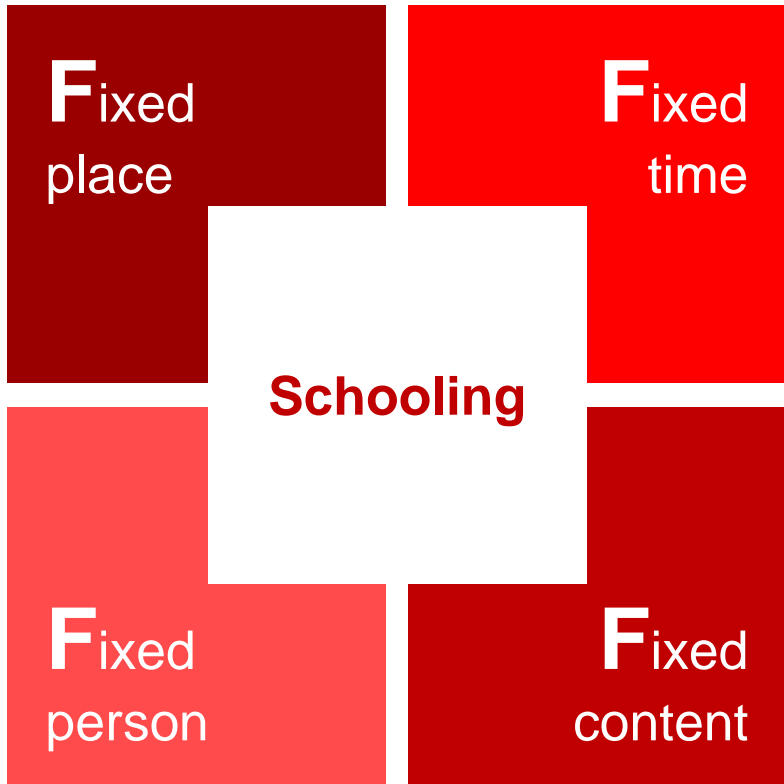 Fixed
place
Fixed
time
Schooling
Fixed
person
Fixed
content